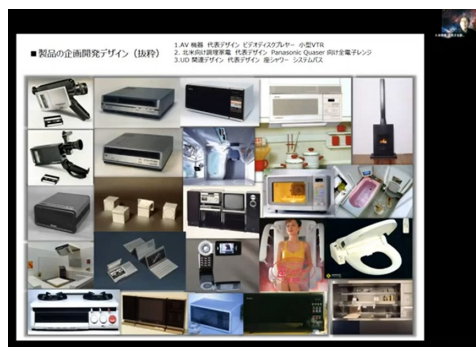 ■製品の企画開発デザイン（抜粋）
1.AV 機器 代表デザイン ビデオディスクプレヤー 小型VTR
2. 北米向け調理家電 代表デザイン Panasonic Quaser 向け全電子レンジ
3.UD 関連デザイン 代表デザイン 座シャワー システムバス